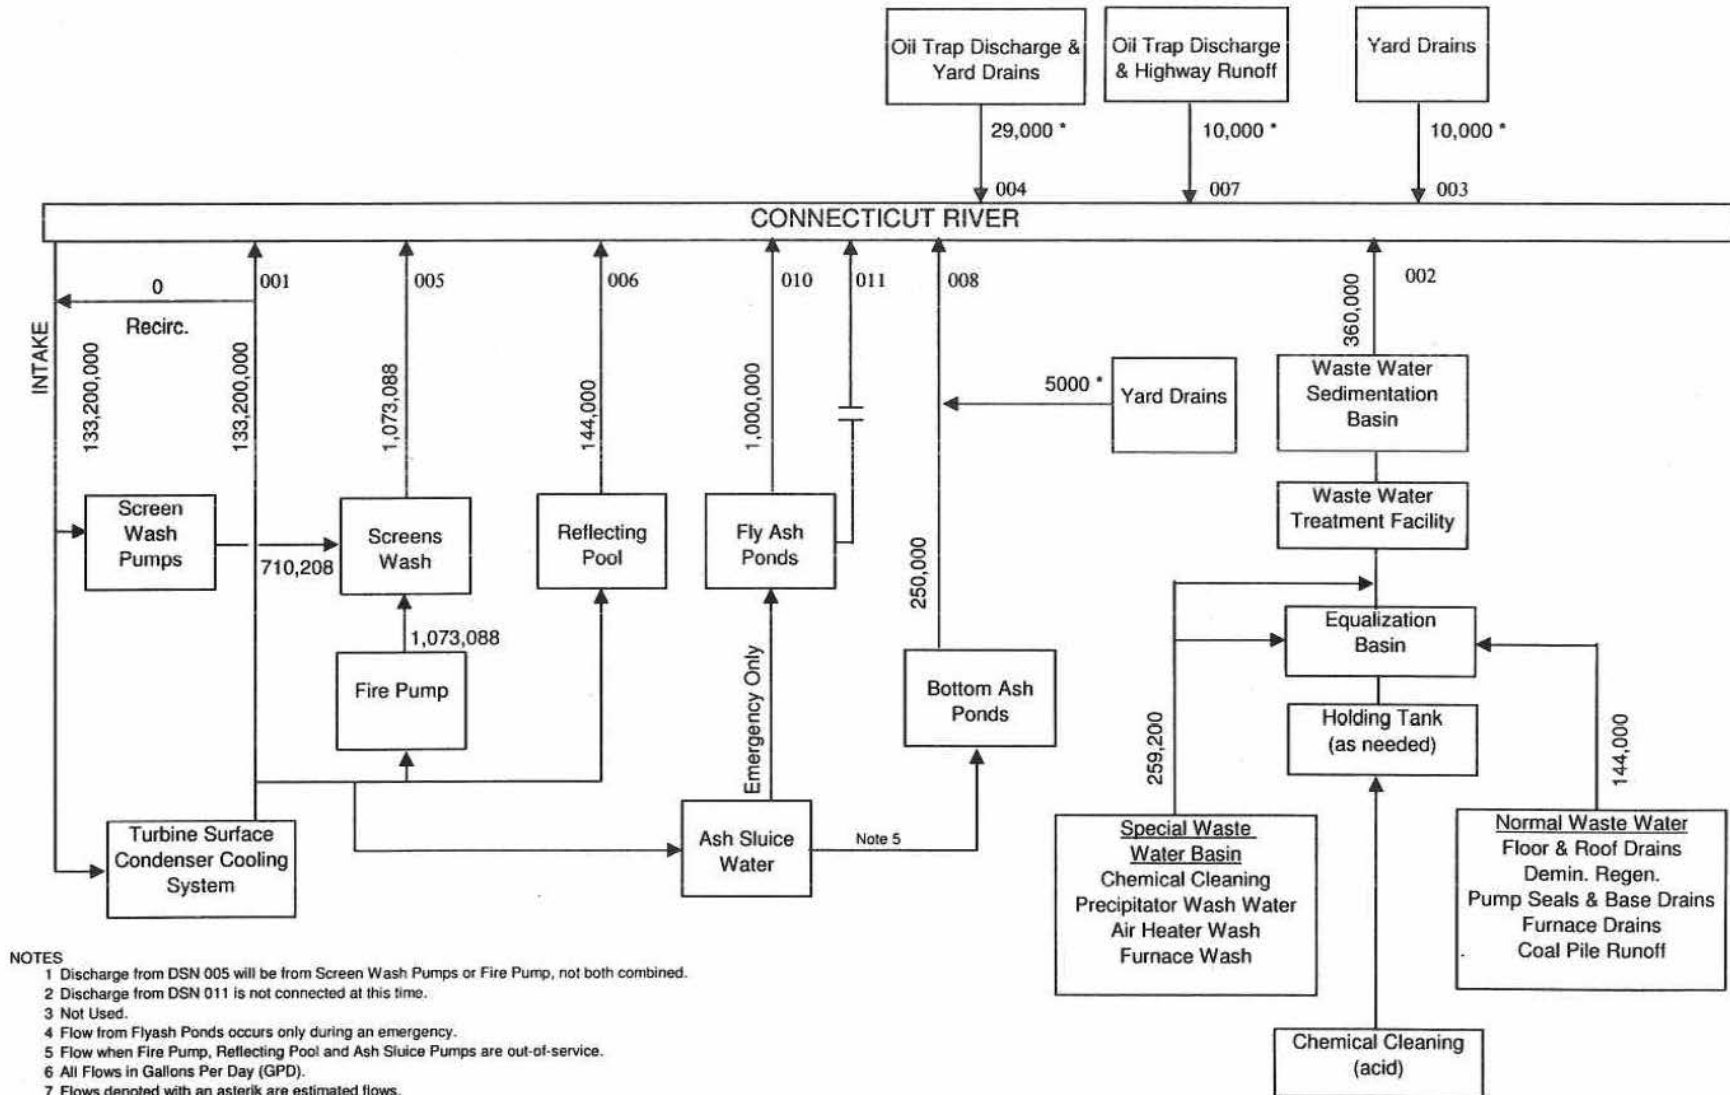 Oil Trap Discharge &
Yard Drains
Oil Trap Discharge
& Highway Runoff
Yard Drains
29,000 *
10,000 *
10,000 *
004
007
003
CONNECTICUT RIVER
0
Recirc.
001
005
006
010
011
008
002
INTAKE
133,200,000
133,200,000
1,073,088
144,000
1,000,000
360,000
5000 *
Yard Drains
Waste Water
Sedimentation
Basin
Waste Water
Treatment Facility
Screen
Wash
Pumps
710,208
Screens
Wash
Reflecting
Pool
Fly Ash
Ponds
250,000
Equalization
Basin
1,073,088
Fire Pump
Emergency Only
Bottom Ash
Ponds
Holding Tank
(as needed)
259,200
144,000
Turbine Surface
Condenser Cooling
System
Ash Sluice
Water
Note 5
Special Waste
Water Basin
Chemical Cleaning
Precipitator Wash Water
Air Heater Wash
Furnace Wash
Normal Waste Water
Floor & Roof Drains
Demin. Regen.
Pump Seals & Base Drains
Furnace Drains
Coal Pile Runoff
Chemical Cleaning
(acid)
NOTES
1 Discharge from DSN 005 will be from Screen Wash Pumps or Fire Pump, not both combined.
2 Discharge from DSN 011 is not connected at this time.
3 Not Used.
4 Flow from Flyash Ponds occurs only during an emergency.
5 Flow when Fire Pump, Reflecting Pool and Ash Sluice Pumps are out-of-service.
6 All Flows in Gallons Per Day (GPD).
7 Flows denoted with an asterik are estimated flows.